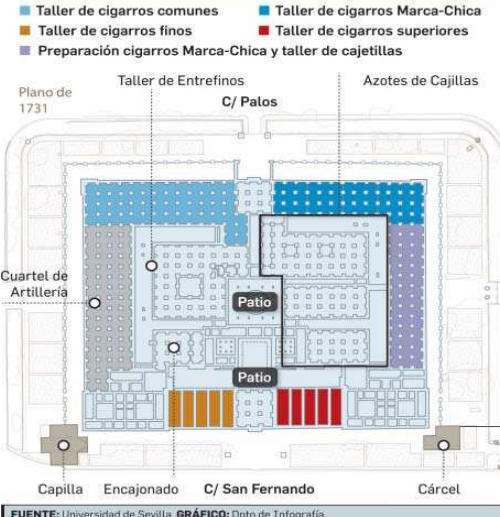 Taller de cigarros comunes
Taller de cigarros Marca-Chica
Taller de cigarros finos
Taller de cigarros superiores
Preparación cigarros Marca-Chica y taller de cajetillas
Taller de Entrefinos
Azotes de Cajillas
Plano de
1731
C/ Palos
Cuartel de
Artillería
Patio
Patio
Capilla
Encajonado
C/ San Fernando
Cárcel
FUENTE: Universidad de Sevilla. GRÁFICO: Dpto de Infografía